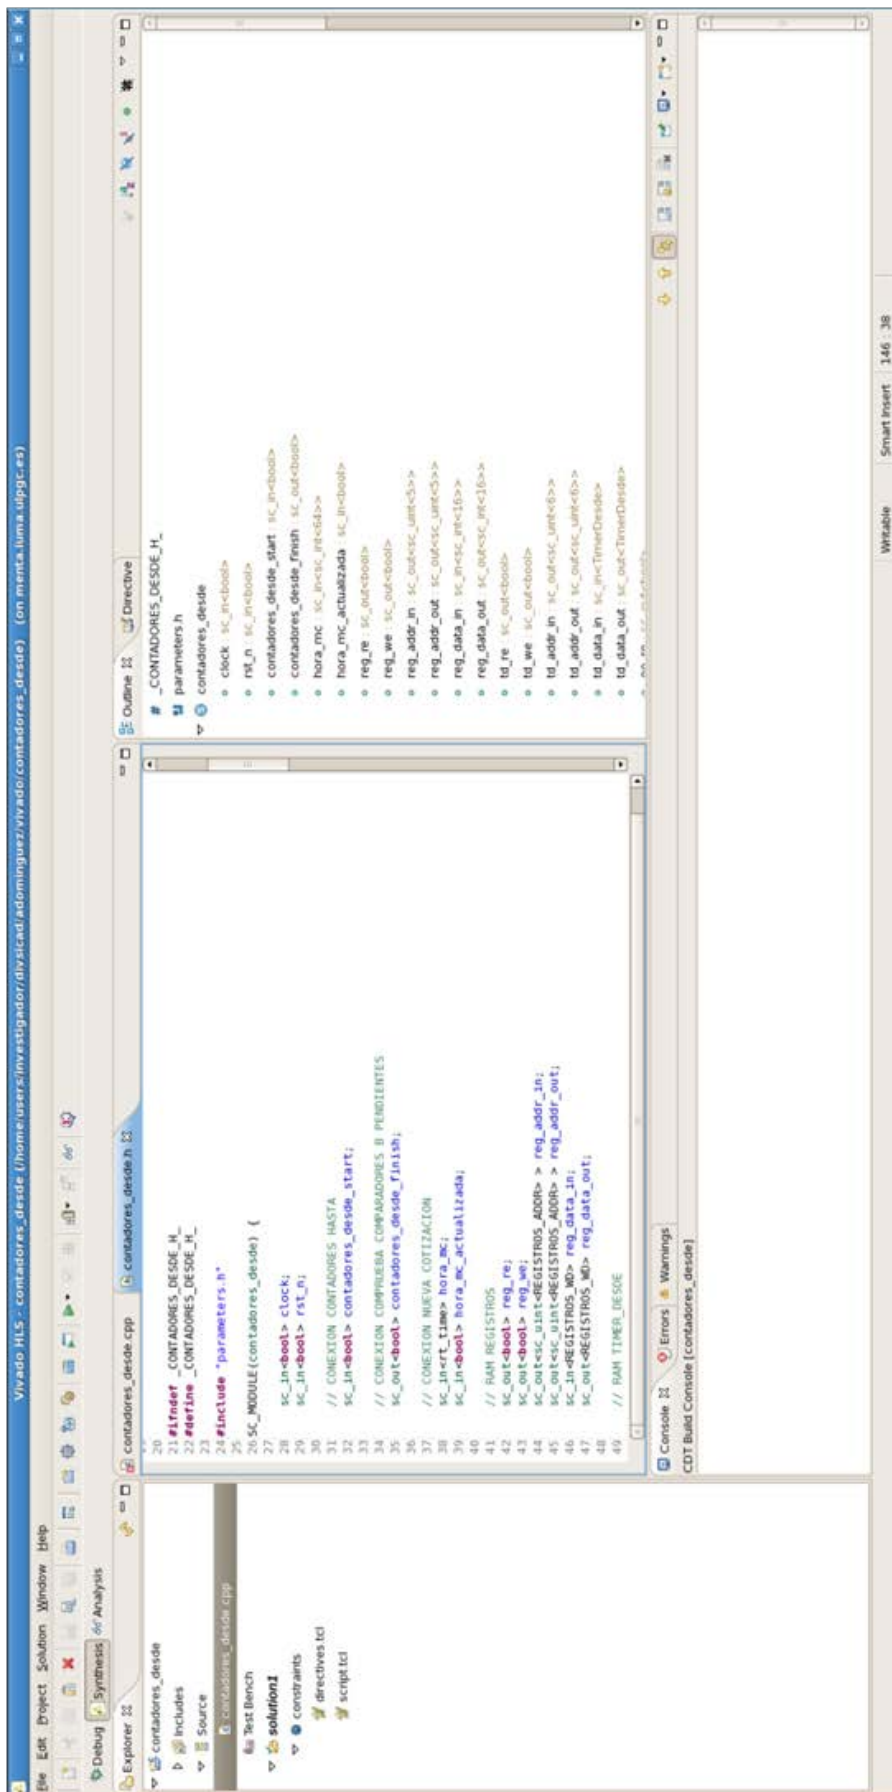 Vivado HLS - contadores_desde (/home/users/investigador/divsicad/adominguez/vivado/contadores_desde) (on menta.iuma.ulpgc.es)
File Edit Project Solution Window Help
Debug Synthesis Analysis
Explorer
contadores_desde
Includes
Source
contadores_desde.cpp
Test Bench
solution1
constraints
directives.tcl
script.tcl
contadores_desde.cpp contadores_desde.h
20
21 #ifndef _CONTADORES_DESDE_H_
22 #define _CONTADORES_DESDE_H_
23
24 #include "parameters.h"
25
26 SC_MODULE(contadores_desde) {
27
28 sc_in<bool> clock;
29 sc_in<bool> rst_n;
30
31 // CONEXION CONTADORES HASTA
32 sc_in<bool> contadores_desde_start;
33
34 // CONEXION COMPRUEBA COMPARADORES B PENDIENTES
35 sc_out<bool> contadores_desde_finish;
36
37 // CONEXION NUEVA COTIZACION
38 sc_in<rt_time> hora_mc;
39 sc_in<bool> hora_mc_actualizada;
40
41 // RAM REGISTROS
42 sc_out<bool> reg_re;
43 sc_out<bool> reg_we;
44 sc_out<sc_uint<REGISTROS_ADDR> > reg_addr_in;
45 sc_out<sc_uint<REGISTROS_ADDR> > reg_addr_out;
46 sc_in<REGISTROS_WD> reg_data_in;
47 sc_out<REGISTROS_WD> reg_data_out;
48
49 // RAM TIMER_DESDE
Outline Directive
# _CONTADORES_DESDE_H_
parameters.h
contadores_desde
clock : sc_in<bool>
rst_n : sc_in<bool>
contadores_desde_start : sc_in<bool>
contadores_desde_finish : sc_out<bool>
hora_mc : sc_in<sc_int<64>>
hora_mc_actualizada : sc_in<bool>
reg_re : sc_out<bool>
reg_we : sc_out<bool>
reg_addr_in : sc_out<sc_uint<5>>
reg_addr_out : sc_out<sc_uint<5>>
reg_data_in : sc_in<sc_int<16>>
reg_data_out : sc_out<sc_int<16>>
td_re : sc_out<bool>
td_we : sc_out<bool>
td_addr_in : sc_out<sc_uint<6>>
td_addr_out : sc_out<sc_uint<6>>
td_data_in : sc_in<TimerDesde>
td_data_out : sc_out<TimerDesde>
Console Errors Warnings
CDT Build Console [contadores_desde]
Writable Smart Insert 146 : 38